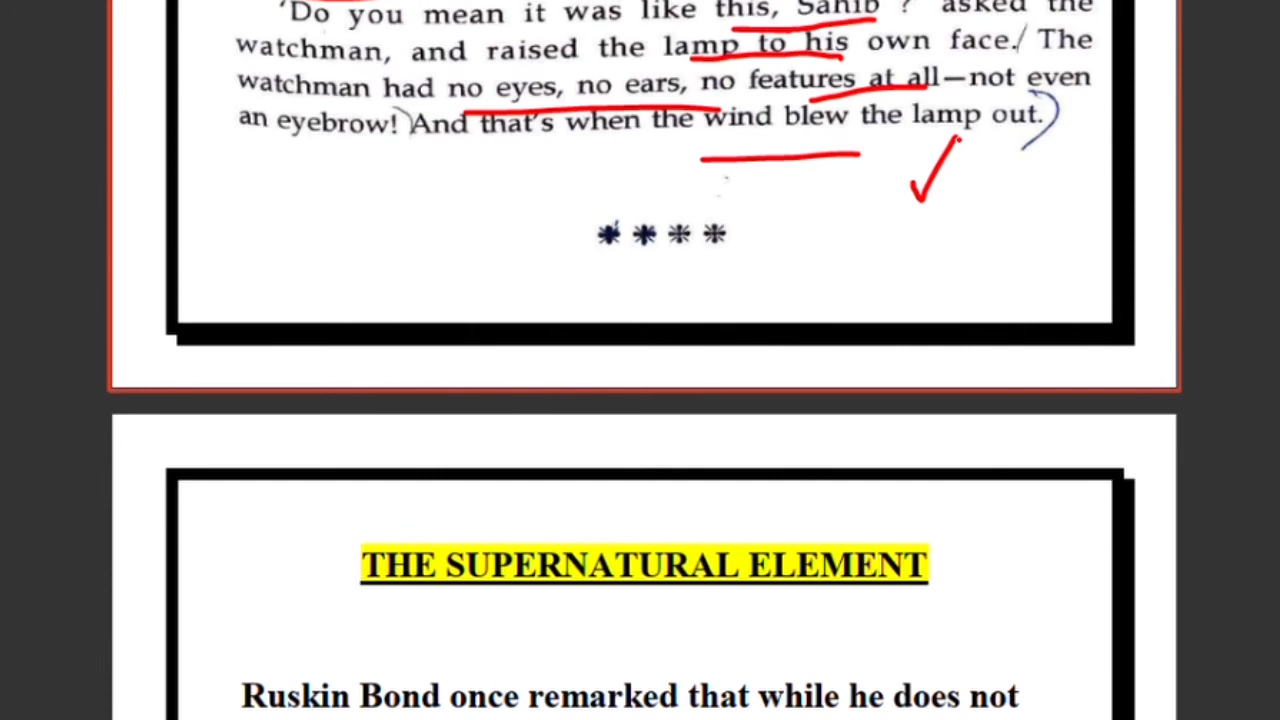 'Do you mean it was like this, Sahib ?' asked the
watchman, and raised the lamp to his own face. The
watchman had no eyes, no ears, no features at all—not even
an eyebrow! And that's when the wind blew the lamp out.
THE SUPERNATURAL ELEMENT
Ruskin Bond once remarked that while he does not